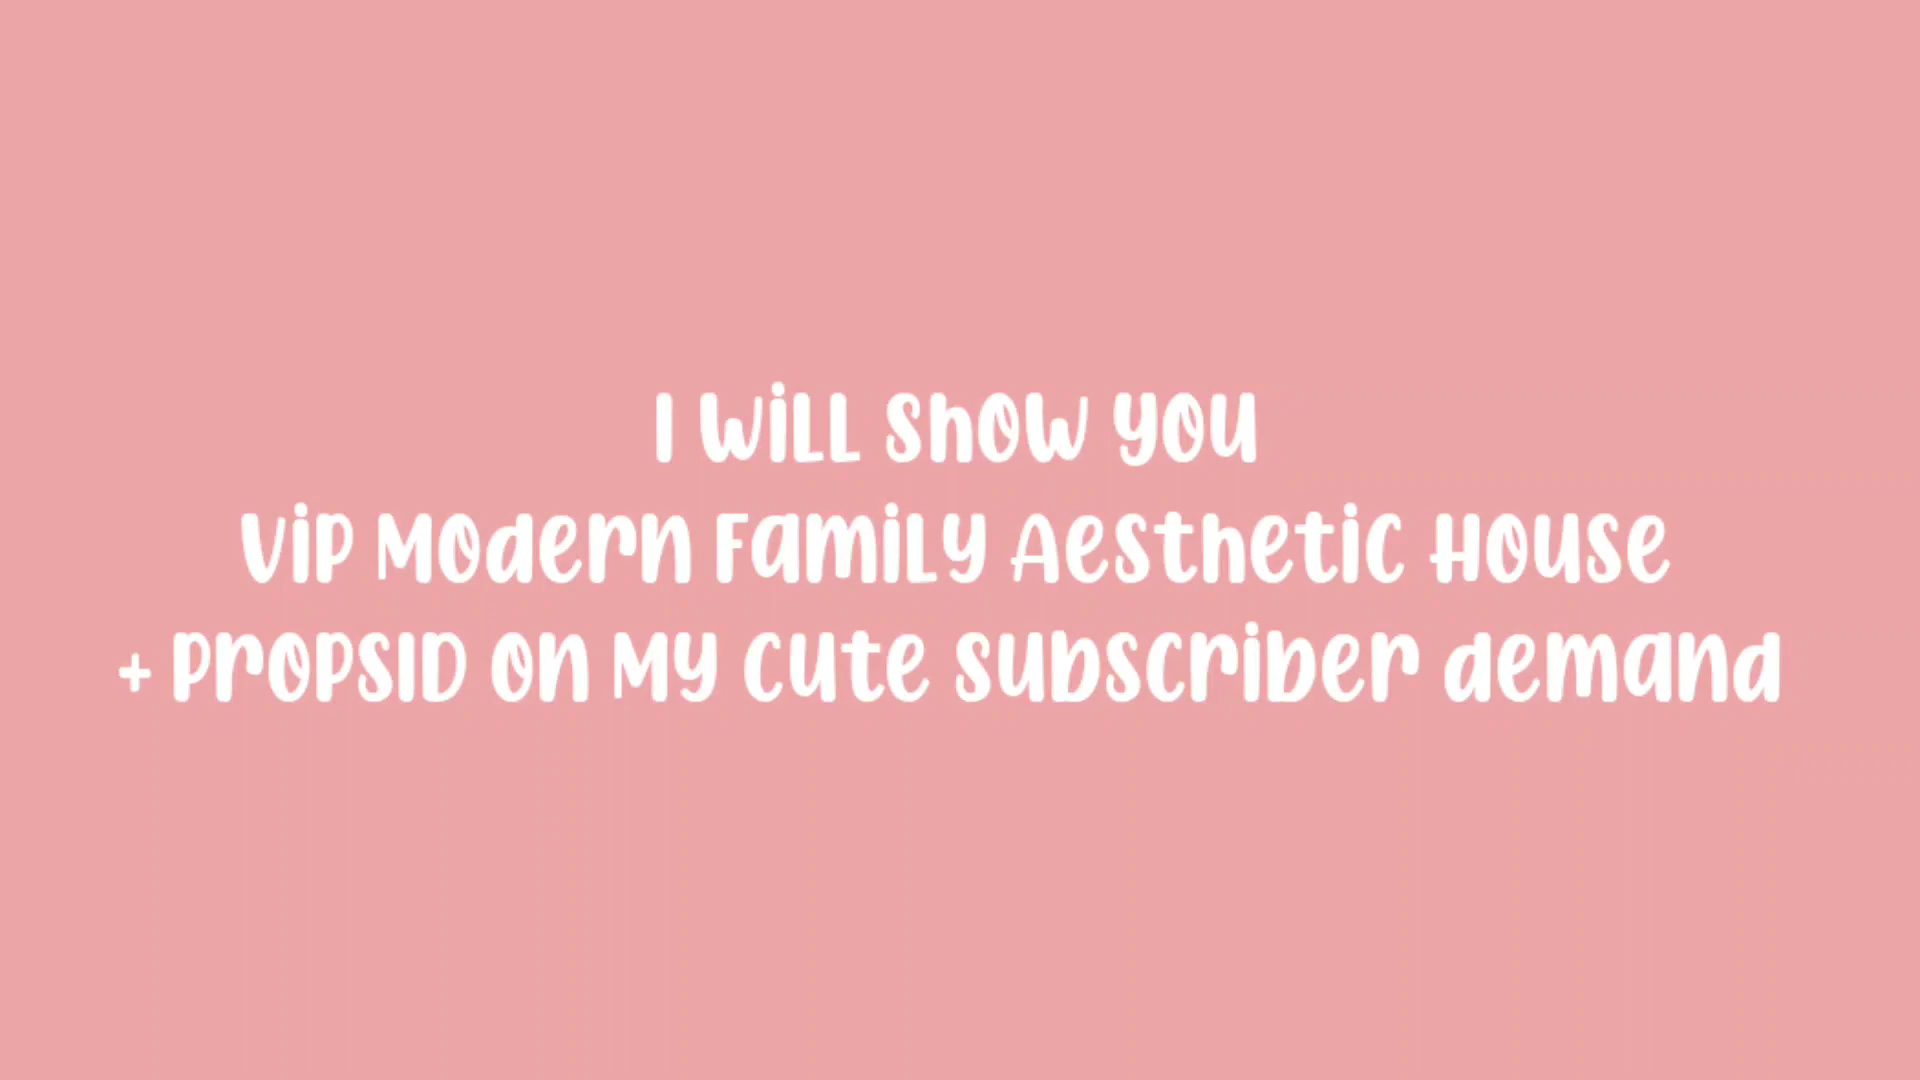 I will show you
Vip Modern Family Aesthetic House
+ PropsID on My cute subscriber demand